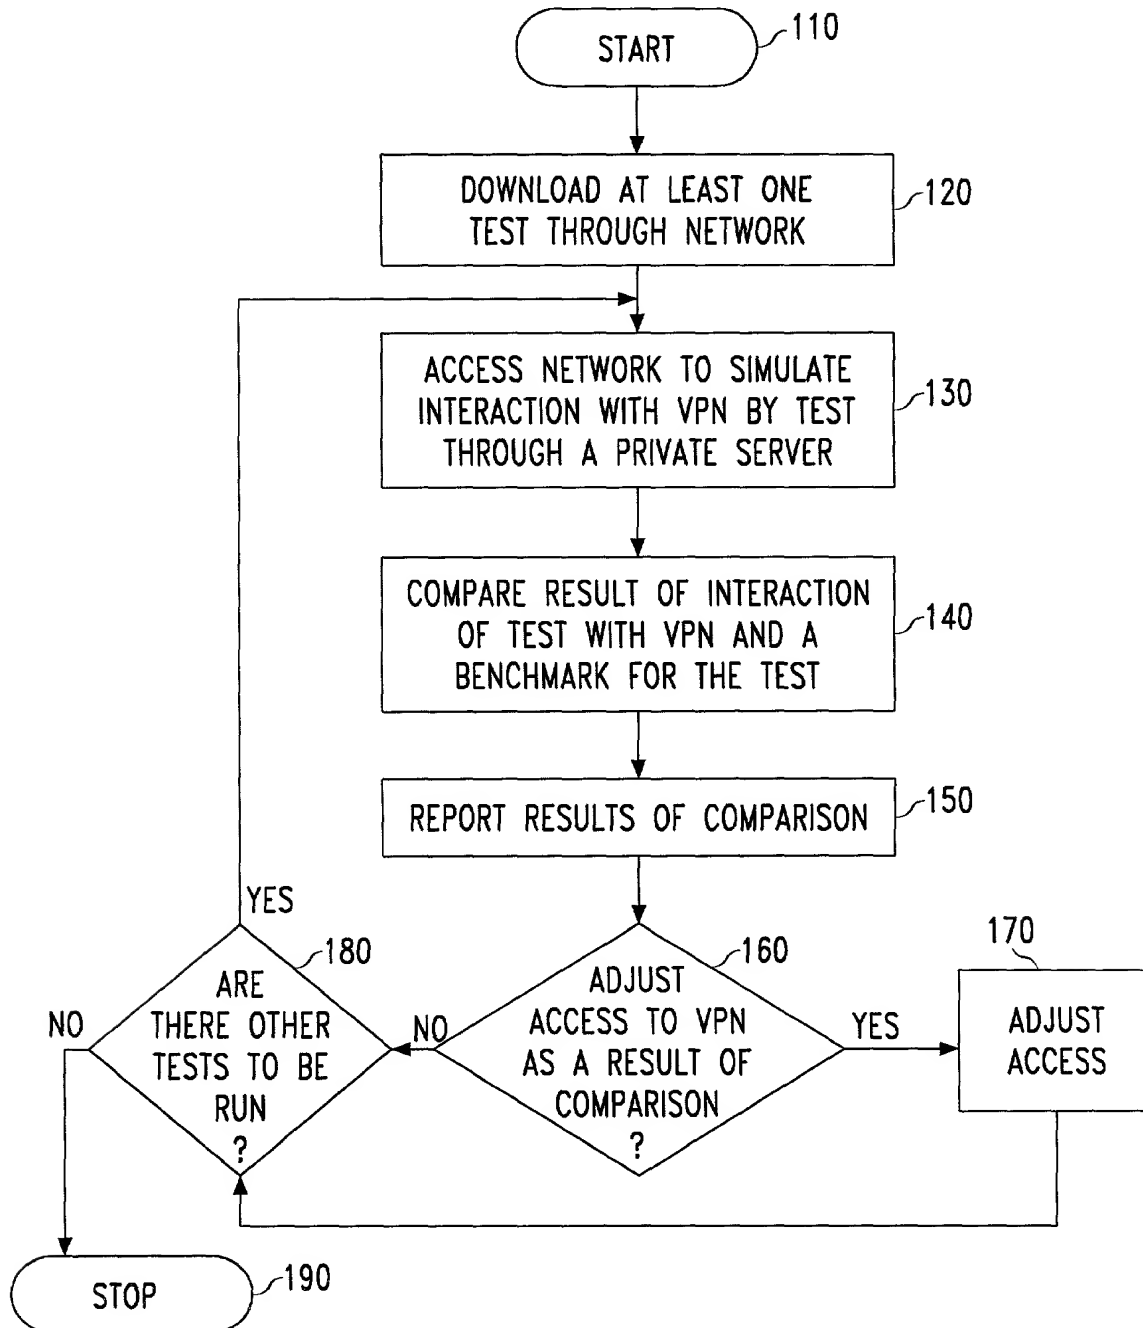 START
110
DOWNLOAD AT LEAST ONE
TEST THROUGH NETWORK
120
ACCESS NETWORK TO SIMULATE
INTERACTION WITH VPN BY TEST
THROUGH A PRIVATE SERVER
130
COMPARE RESULT OF INTERACTION
OF TEST WITH VPN AND A
BENCHMARK FOR THE TEST
140
REPORT RESULTS OF COMPARISON
150
ADJUST
ACCESS TO VPN
AS A RESULT OF
COMPARISON
?
160
YES
170
ADJUST
ACCESS
NO
ARE
THERE OTHER
TESTS TO BE
RUN
?
180
YES
NO
STOP
190